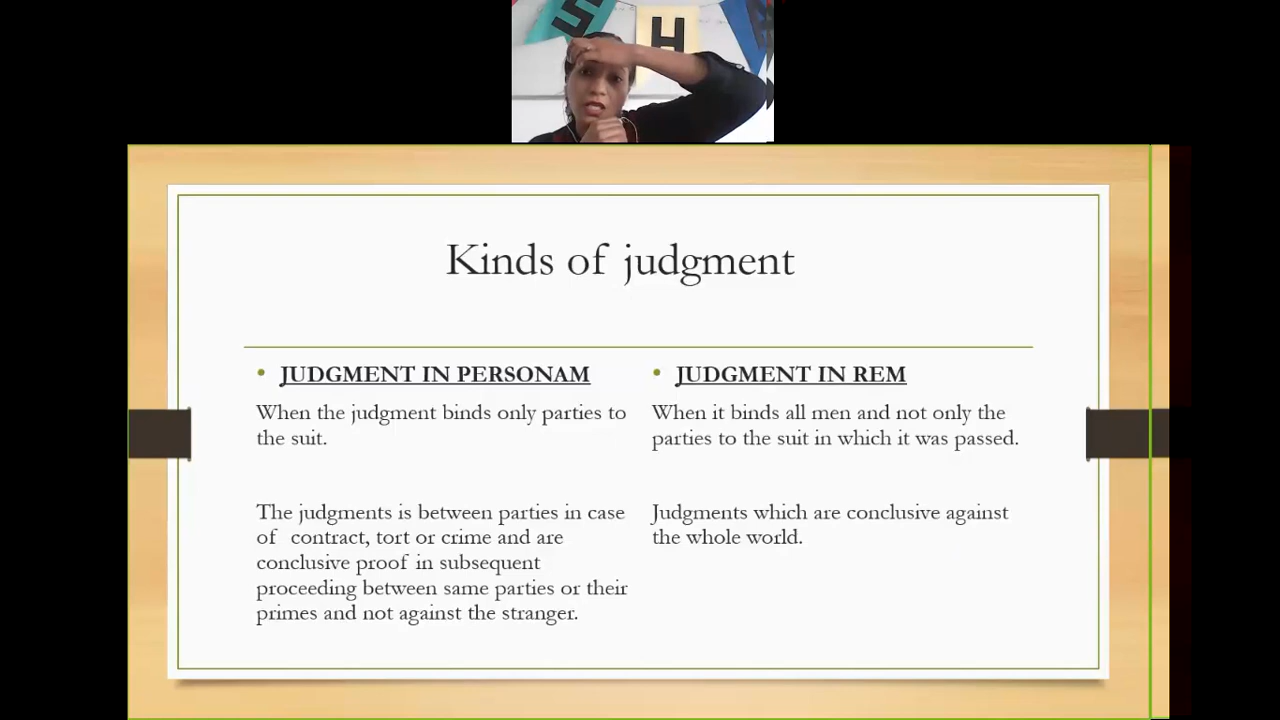 S H
Kinds of judgment
• JUDGMENT IN PERSONAM
When the judgment binds only parties to
the suit.
The judgments is between parties in case
of contract, tort or crime and are
conclusive proof in subsequent
proceeding between same parties or their
primes and not against the stranger.
• JUDGMENT IN REM
When it binds all men and not only the
parties to the suit in which it was passed.
Judgments which are conclusive against
the whole world.